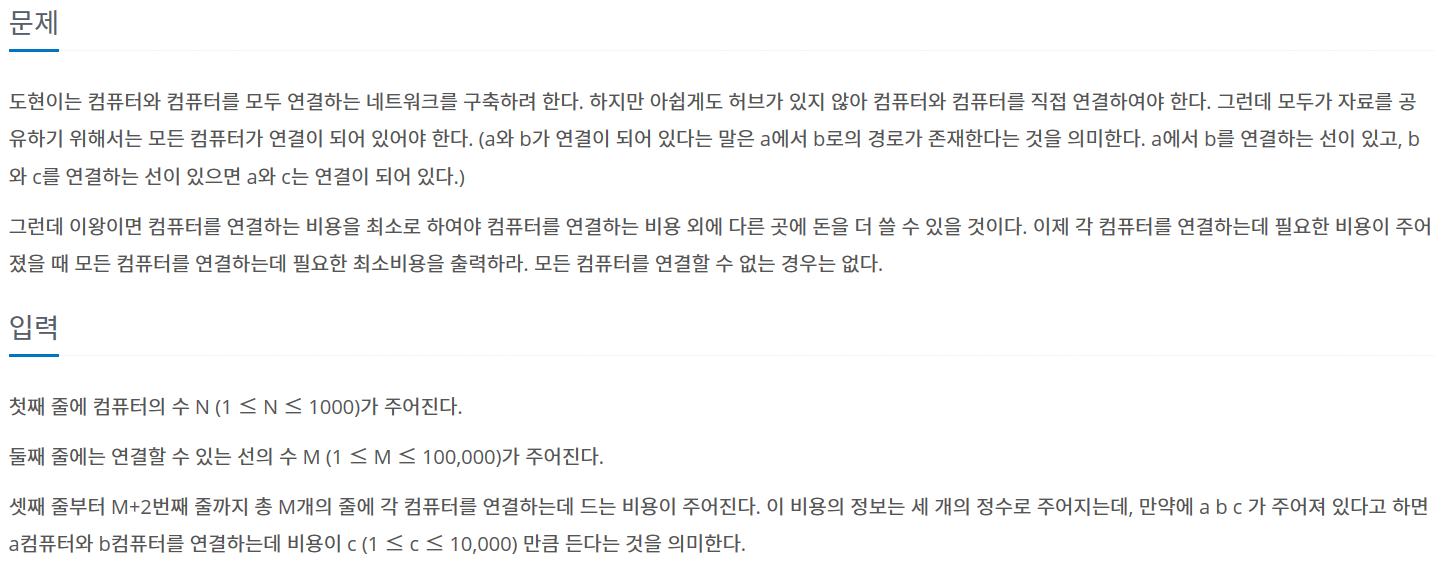 문제
도현이는 컴퓨터와 컴퓨터를 모두 연결하는 네트워크를 구축하려 한다. 하지만 아쉽게도 허브가 있지 않아 컴퓨터와 컴퓨터를 직접 연결하여야 한다. 그런데 모두가 자료를 공
유하기 위해서는 모든 컴퓨터가 연결이 되어 있어야 한다. (a와 b가 연결이 되어 있다는 말은 a에서 b로의 경로가 존재한다는 것을 의미한다. a에서 b를 연결하는 선이 있고, b
와 c를 연결하는 선이 있으면 a와 c는 연결이 되어 있다.)
그런데 이왕이면 컴퓨터를 연결하는 비용을 최소로 하여야 컴퓨터를 연결하는 비용 외에 다른 곳에 돈을 더 쓸 수 있을 것이다. 이제 각 컴퓨터를 연결하는데 필요한 비용이 주어
졌을 때 모든 컴퓨터를 연결하는데 필요한 최소비용을 출력하라. 모든 컴퓨터를 연결할 수 없는 경우는 없다.
입력
첫째 줄에 컴퓨터의 수 N (1 ≤ N ≤ 1000)가 주어진다.
둘째 줄에는 연결할 수 있는 선의 수 M (1 ≤ M ≤ 100,000)가 주어진다.
셋째 줄부터 M+2번째 줄까지 총 M개의 줄에 각 컴퓨터를 연결하는데 드는 비용이 주어진다. 이 비용의 정보는 세 개의 정수로 주어지는데, 만약에 a b c 가 주어져 있다고 하면
a컴퓨터와 b컴퓨터를 연결하는데 비용이 c (1 ≤ c ≤ 10,000) 만큼 든다는 것을 의미한다.